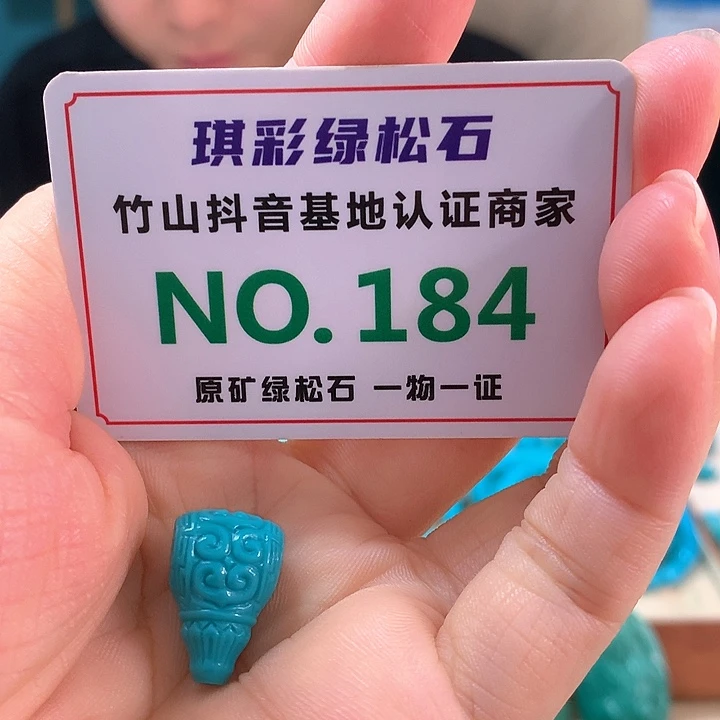 琪彩绿松石
竹山抖音基地认证商家
NO.184
原矿绿松石 一物一证